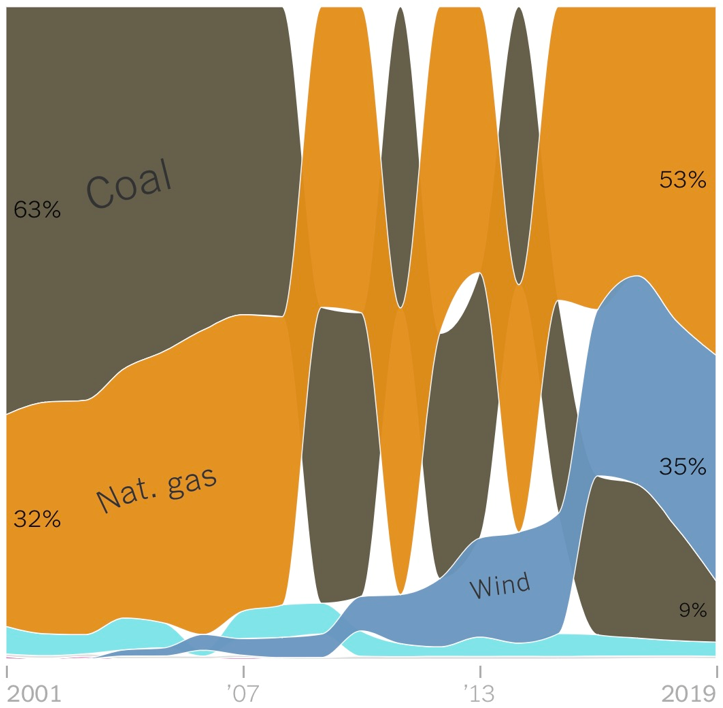 Coal
63%
53%
Nat. gas
35%
32%
Wind
9%
2001 ’07 ’13 2019